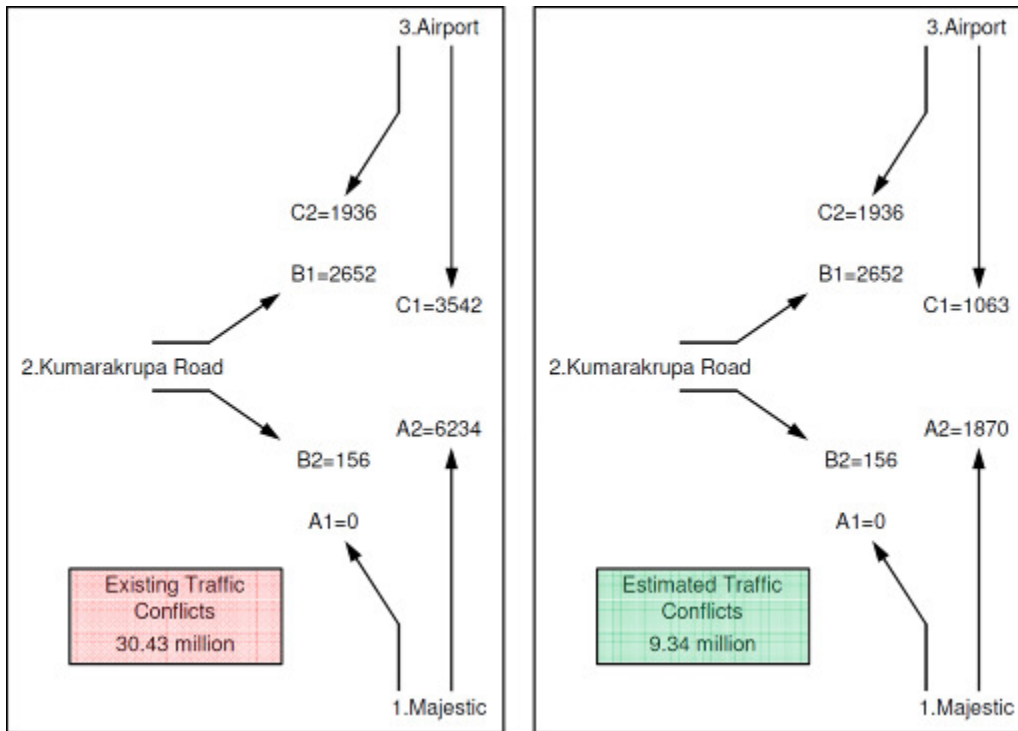 3.Airport
C2=1936
B1=2652
C1=3542
2.Kumarakrupa Road
A2=6234
B2=156
A1=0
Existing Traffic
Conflicts
30.43 million
1.Majestic
3.Airport
C2=1936
B1=2652
C1=1063
2.Kumarakrupa Road
A2=1870
B2=156
A1=0
Estimated Traffic
Conflicts
9.34 million
1.Majestic